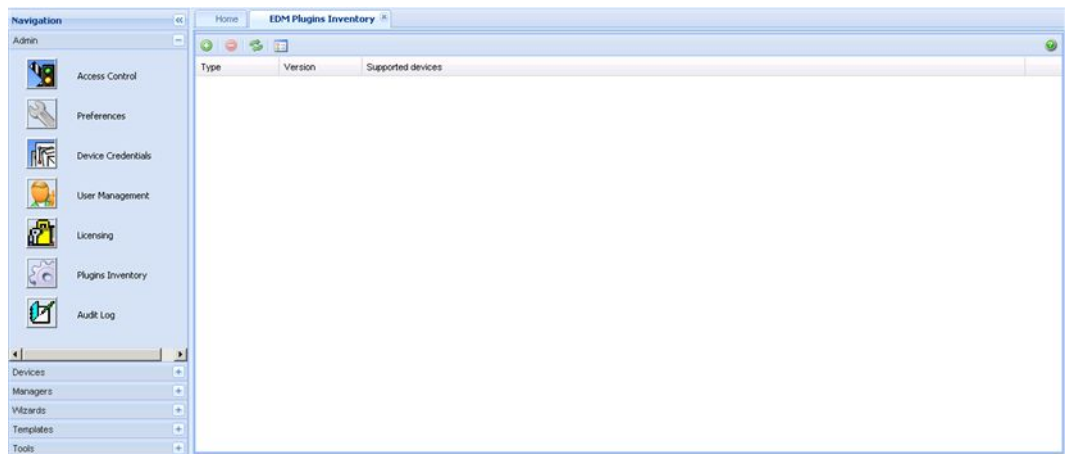 Navigation
Home
EDM Plugins Inventory
Admin
Type Version Supported devices
Access Control
Preferences
Device Credentials
User Management
Licensing
Plugins Inventory
Audit Log
Devices
Managers
Wizards
Templates
Tools